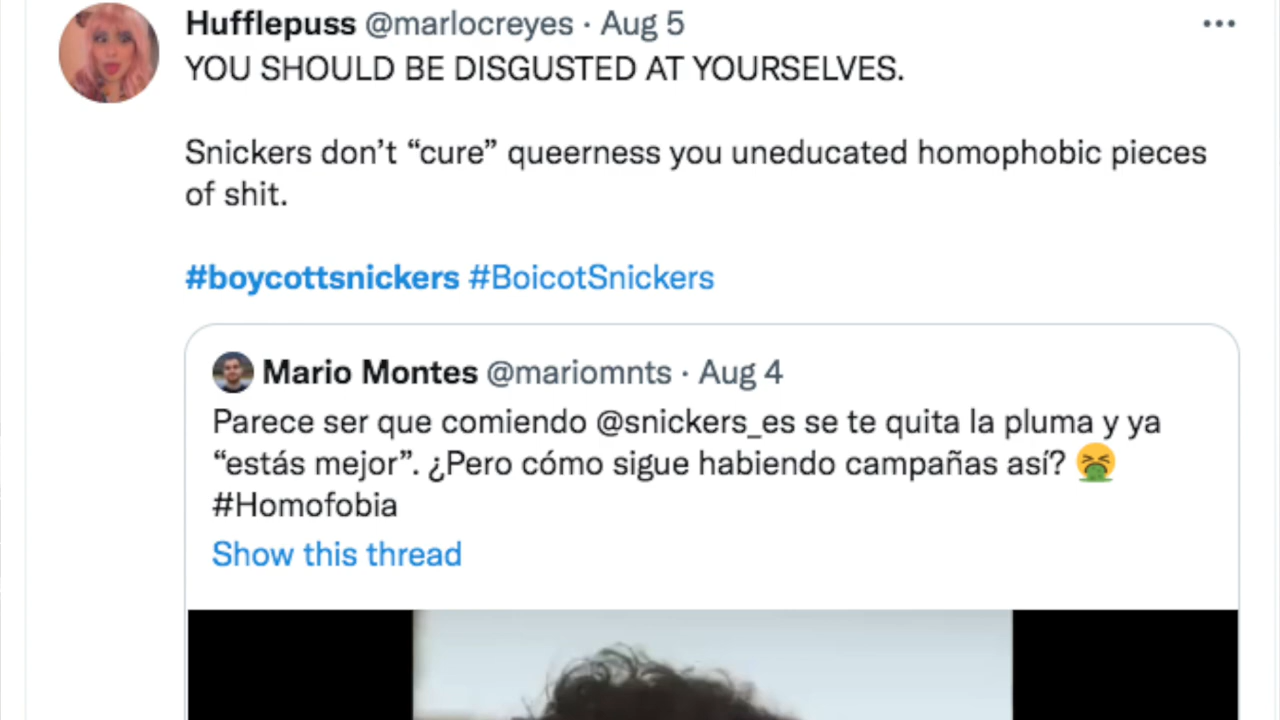 Hufflepuss @marlocreyes · Aug 5
YOU SHOULD BE DISGUSTED AT YOURSELVES.
Snickers don’t “cure” queerness you uneducated homophobic pieces
of shit.
#boycottsnickers #BoicotSnickers
Mario Montes @mariomnts · Aug 4
Parece ser que comiendo @snickers_es se te quita la pluma y ya
“estás mejor”. ¿Pero cómo sigue habiendo campañas así? 🤮
#Homofobia
Show this thread